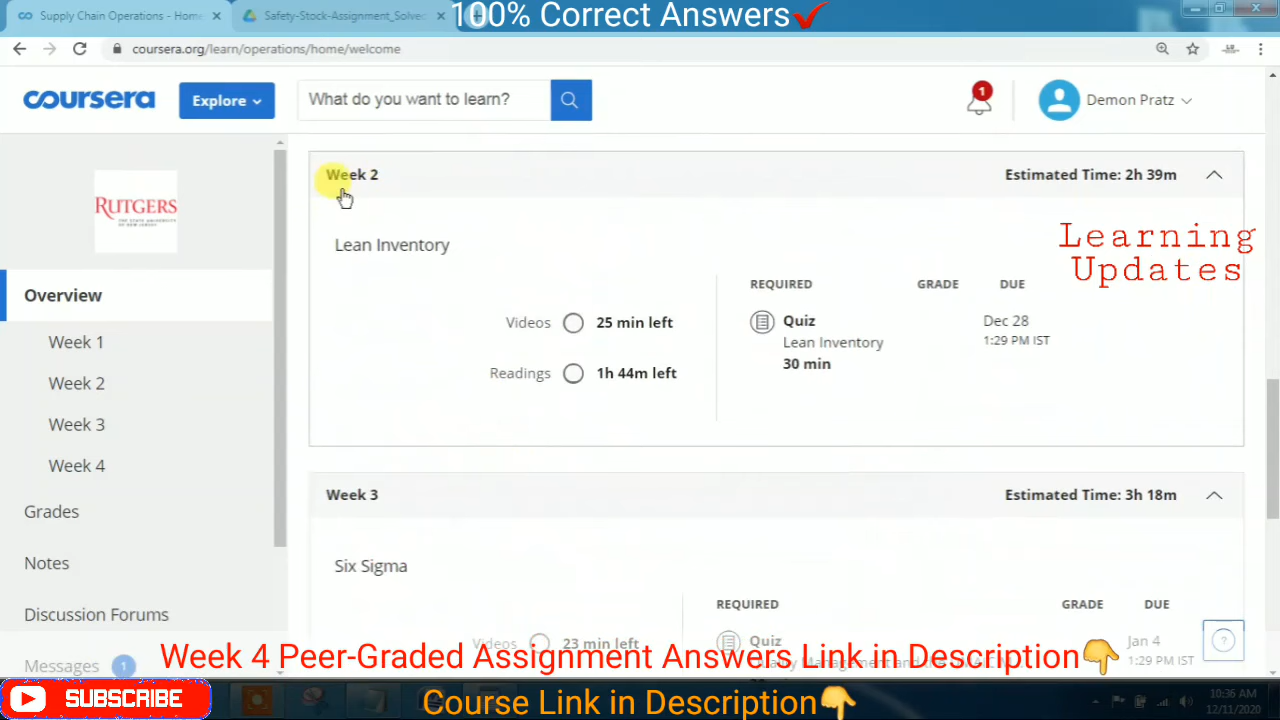 Supply Chain Operations - Home
Safety-Stock-Assignment_Solve
100% Correct Answers
coursera.org/learn/operations/home/welcome
coursera
Explore
What do you want to learn?
1
Demon Pratz
RUTGERS
Week 2
Estimated Time: 2h 39m
Learning
Updates
Lean Inventory
REQUIRED
GRADE
DUE
Videos
25 min left
Quiz
Lean Inventory
30 min
Dec 28
1:29 PM IST
Readings
1h 44m left
Overview
Week 1
Week 2
Week 3
Week 4
Grades
Notes
Discussion Forums
Messages
1
Week 3
Estimated Time: 3h 18m
Six Sigma
REQUIRED
GRADE
DUE
Videos
23 min left
Quiz
Jan 4
1:29 PM IST
?
Week 4 Peer-Graded Assignment Answers Link in Description
SUBSCRIBE
Course Link in Description
10:36 AM
12/11/2020